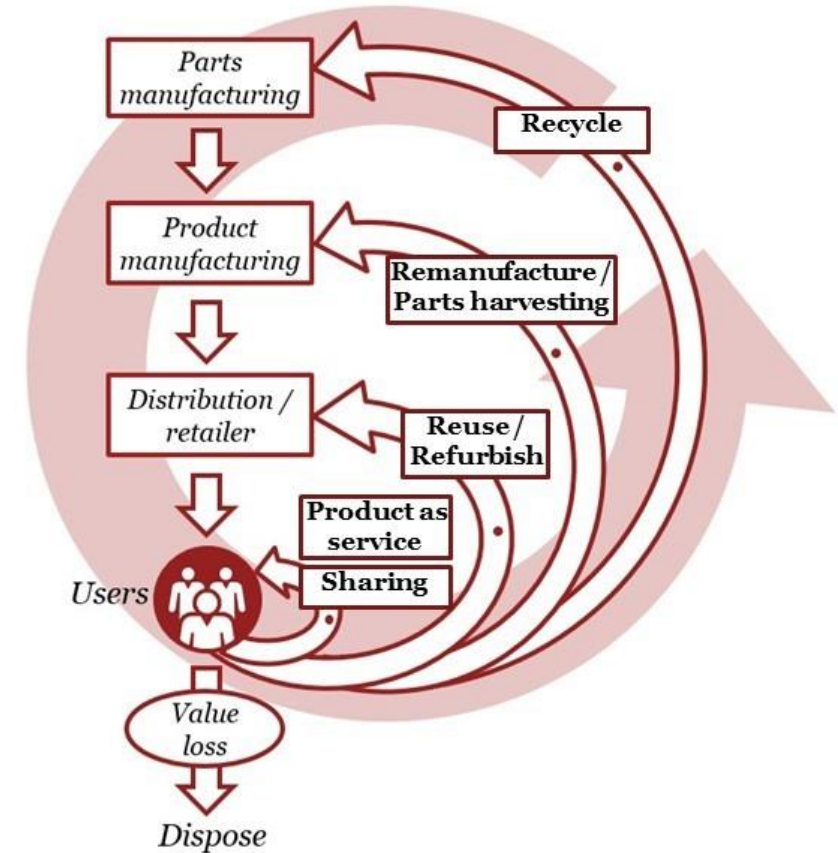 Parts
manufacturing
Recycle
Product
manufacturing
Remanufacture /
Parts harvesting
Distribution /
retailer
Reuse /
Refurbish
Product as
service
Sharing
Users
Value
loss
Dispose